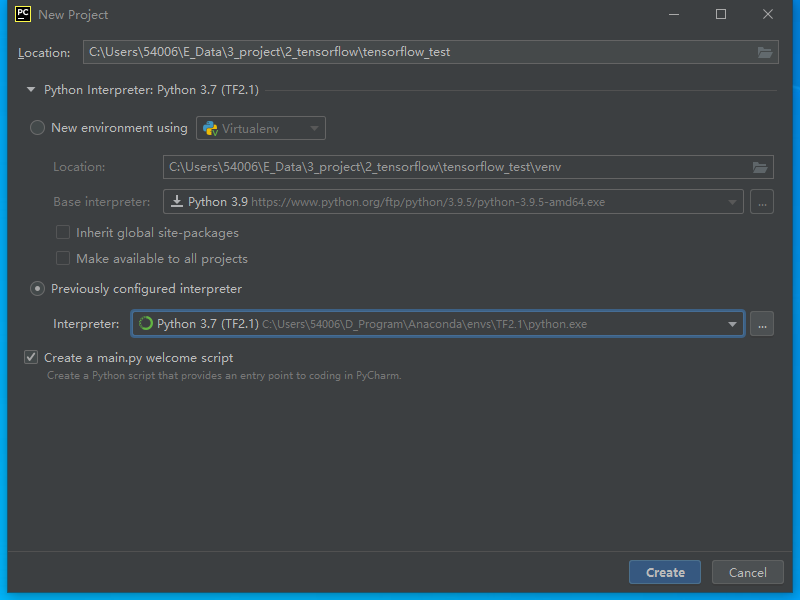 PC New Project
Location: C:\Users\54006\E_Data\3_project\2_tensorflow\tensorflow_test
Python Interpreter: Python 3.7 (TF2.1)
New environment using Virtualenv
Location: C:\Users\54006\E_Data\3_project\2_tensorflow\tensorflow_test\venv
Base interpreter: Python 3.9 https://www.python.org/ftp/python/3.9.5/python-3.9.5-amd64.exe ...
Inherit global site-packages
Make available to all projects
Previously configured interpreter
Interpreter: Python 3.7 (TF2.1) C:\Users\54006\D_Program\Anaconda\envs\TF2.1\python.exe ...
Create a main.py welcome script
Create a Python script that provides an entry point to coding in PyCharm.
Create Cancel